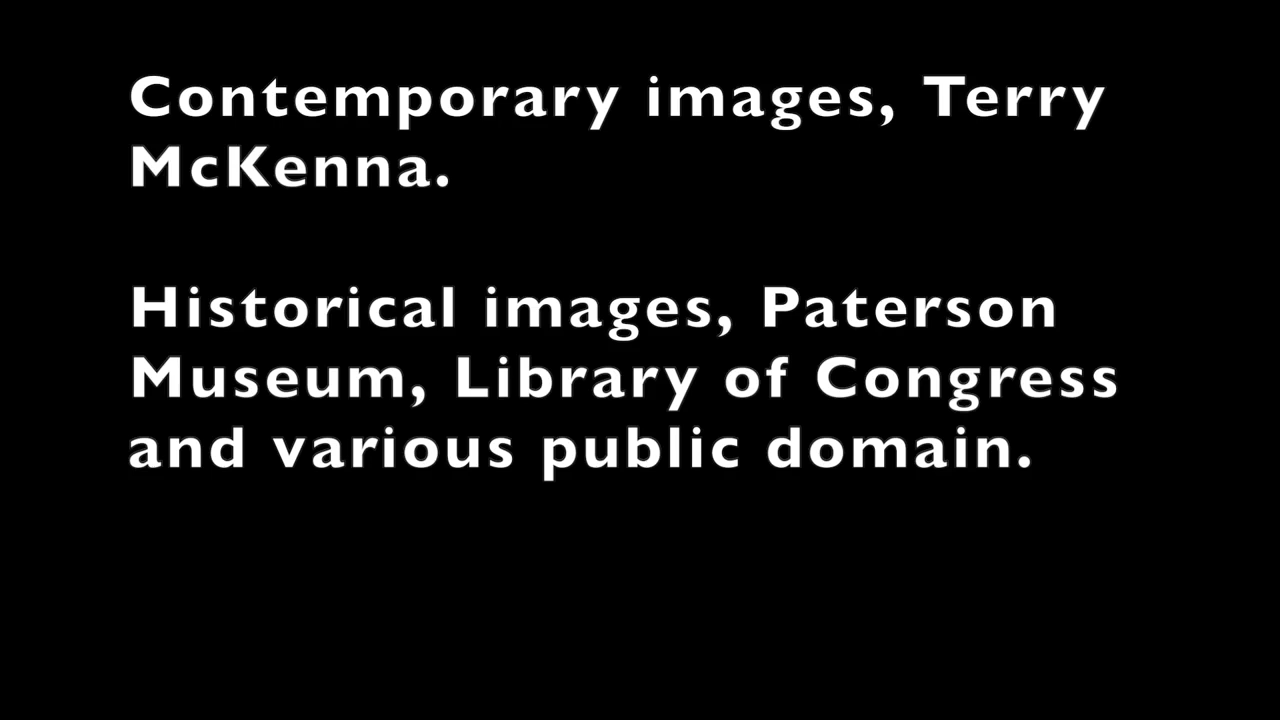 Contemporary images, Terry
McKenna.
Historical images, Paterson
Museum, Library of Congress
and various public domain.